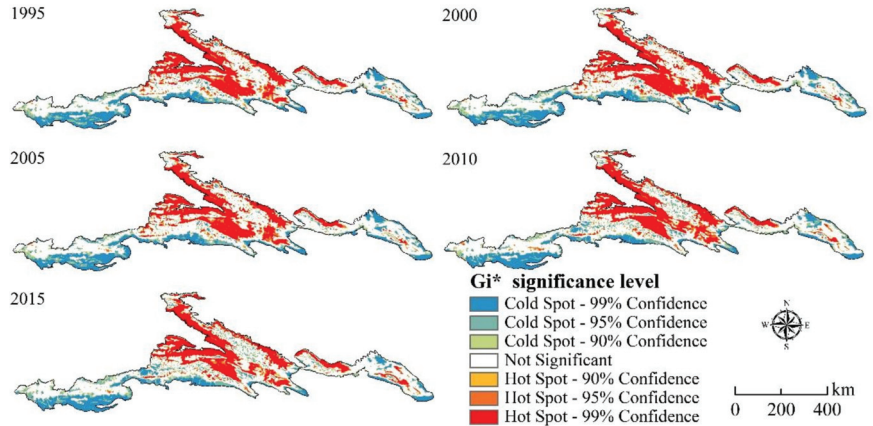 1995
2000
2005
2010
2015
Gi* significance level
Cold Spot - 99% Confidence
Cold Spot - 95% Confidence
Cold Spot - 90% Confidence
Not Significant
Hot Spot - 90% Confidence
Hot Spot - 95% Confidence
Hot Spot - 99% Confidence
N
W E
S
km
0 200 400